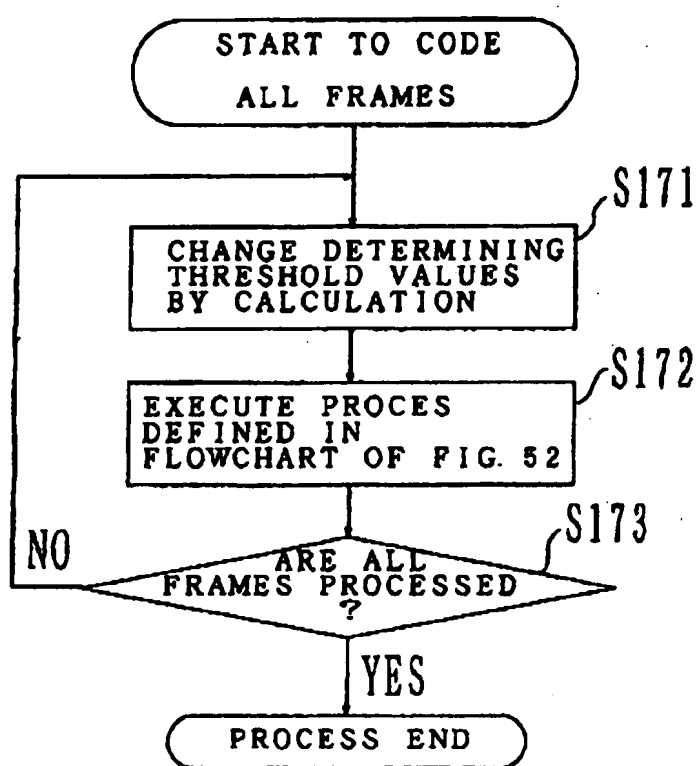 START TO CODE
ALL FRAMES
S171
CHANGE DETERMINING
THRESHOLD VALUES
BY CALCULATION
S172
EXECUTE PROCES
DEFINED IN
FLOWCHART OF FIG. 52
S173
NO
ARE ALL
FRAMES PROCESSED
?
YES
PROCESS END